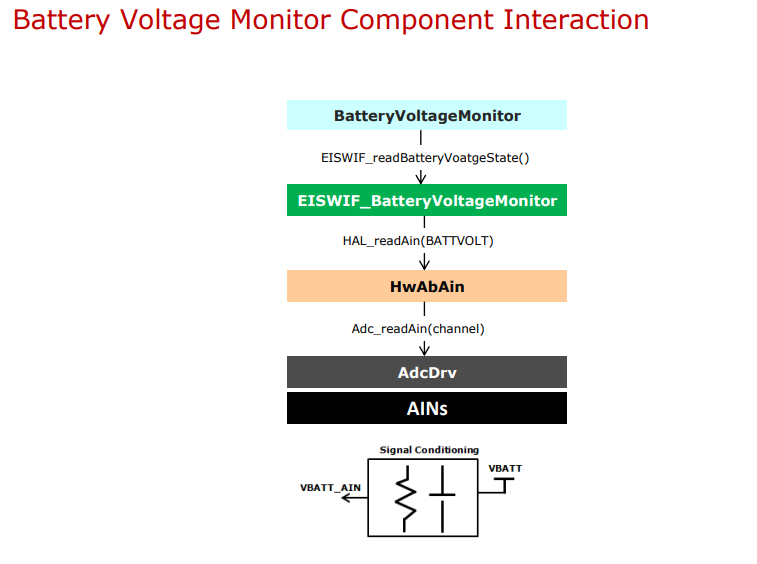 Battery Voltage Monitor Component Interaction
BatteryVoltageMonitor
EISWIF_readBatteryVoatgeState()
EISWIF_BatteryVoltageMonitor
HAL_readAin(BATTVOLT)
HwAbAin
Adc_readAin(channel)
AdcDrv
AINs
Signal Conditioning
VBATT
VBATT_AIN